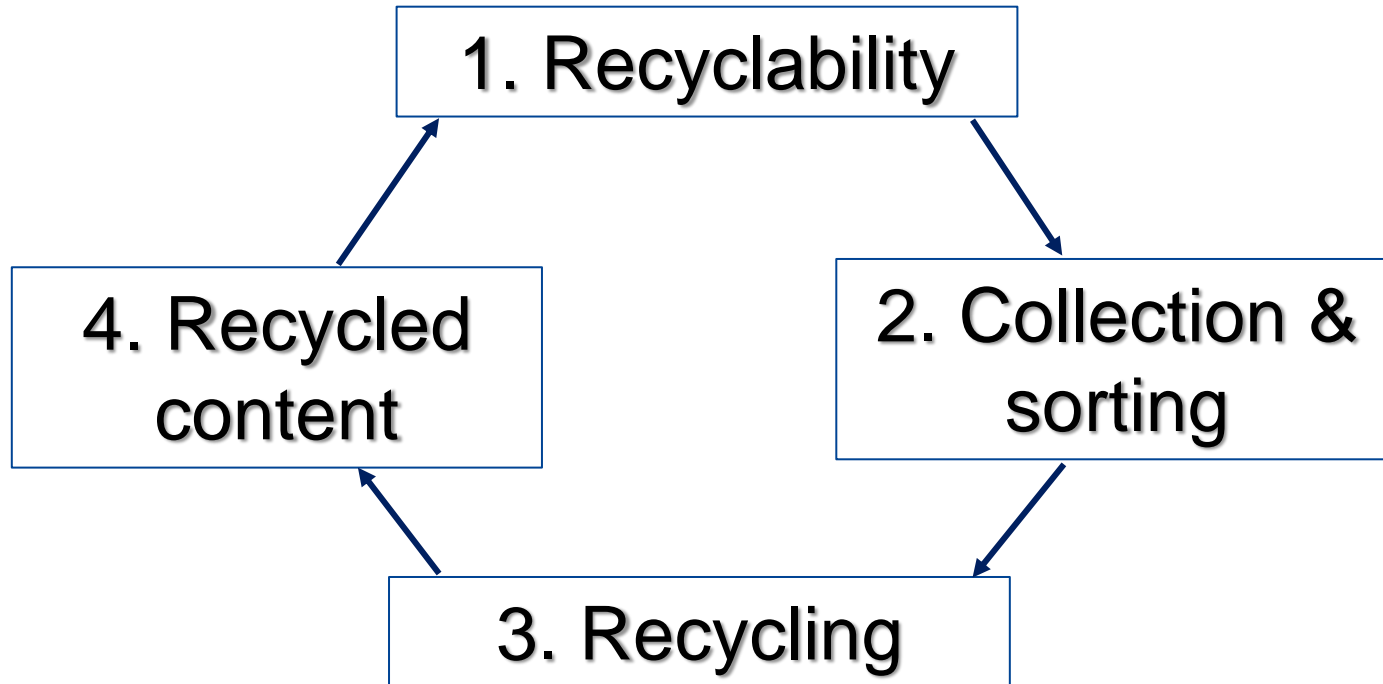 1. Recyclability
2. Collection &
sorting
3. Recycling
4. Recycled
content